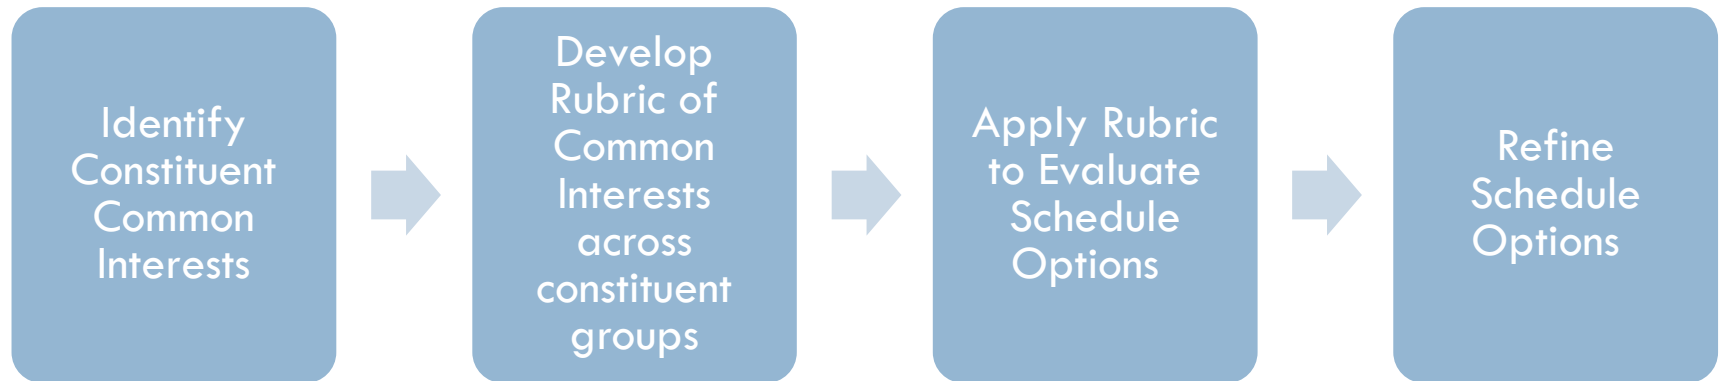 Identify
Constituent
Common
Interests
Develop
Rubric of
Common
Interests
across
constituent
groups
Apply Rubric
to Evaluate
Schedule
Options
Refine
Schedule
Options